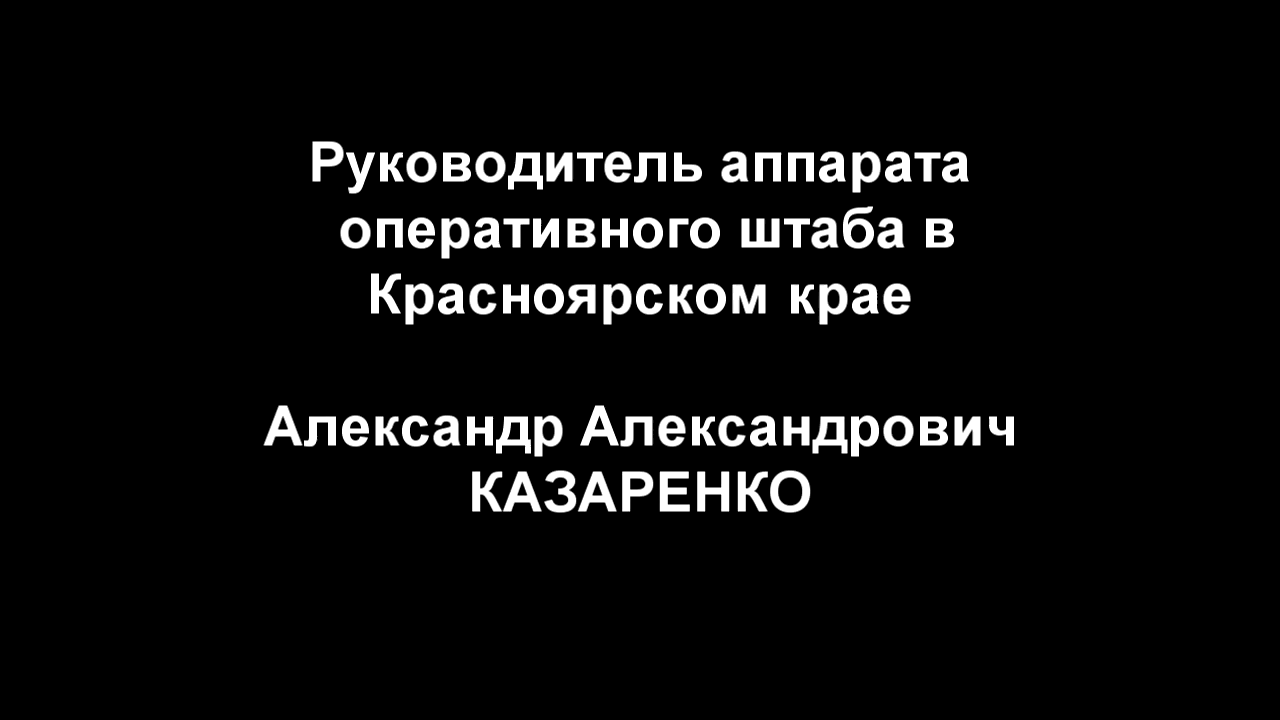 Руководитель аппарата
оперативного штаба в
Красноярском крае
Александр Александрович
КАЗАРЕНКО